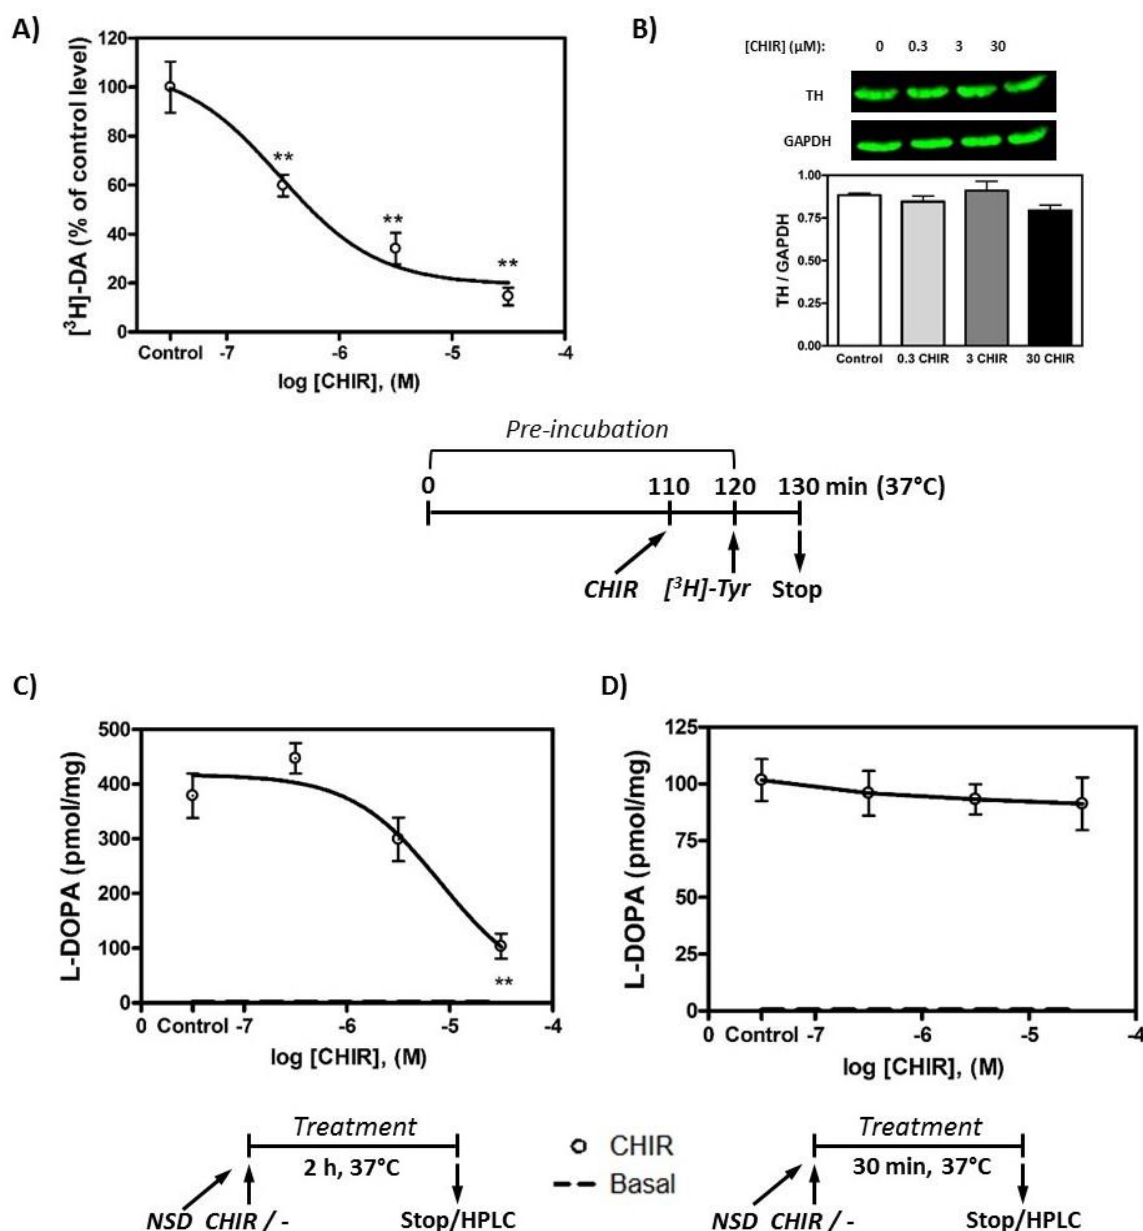 A)
[³H]-DA (% of control level)
120
100
80
60
40
20
0
**
**
**
Control -7 -6 -5 -4
log [CHIR], (M)
B)
[CHIR] (μM): 0 0.3 3 30
TH
GAPDH
TH / GAPDH
1.00
0.75
0.50
0.25
0.00
Control 0.3 CHIR 3 CHIR 30 CHIR
Pre-incubation
0 110 120 130 min (37°C)
CHIR [³H]-Tyr Stop
C)
L-DOPA (pmol/mg)
500
400
300
200
100
0
**
0 Control -7 -6 -5 -4
log [CHIR], (M)
Treatment
2 h, 37°C
NSD CHIR / - Stop/HPLC
CHIR
Basal
D)
L-DOPA (pmol/mg)
125
100
75
50
25
0
0 Control -7 -6 -5 -4
log [CHIR], (M)
Treatment
30 min, 37°C
NSD CHIR / - Stop/HPLC